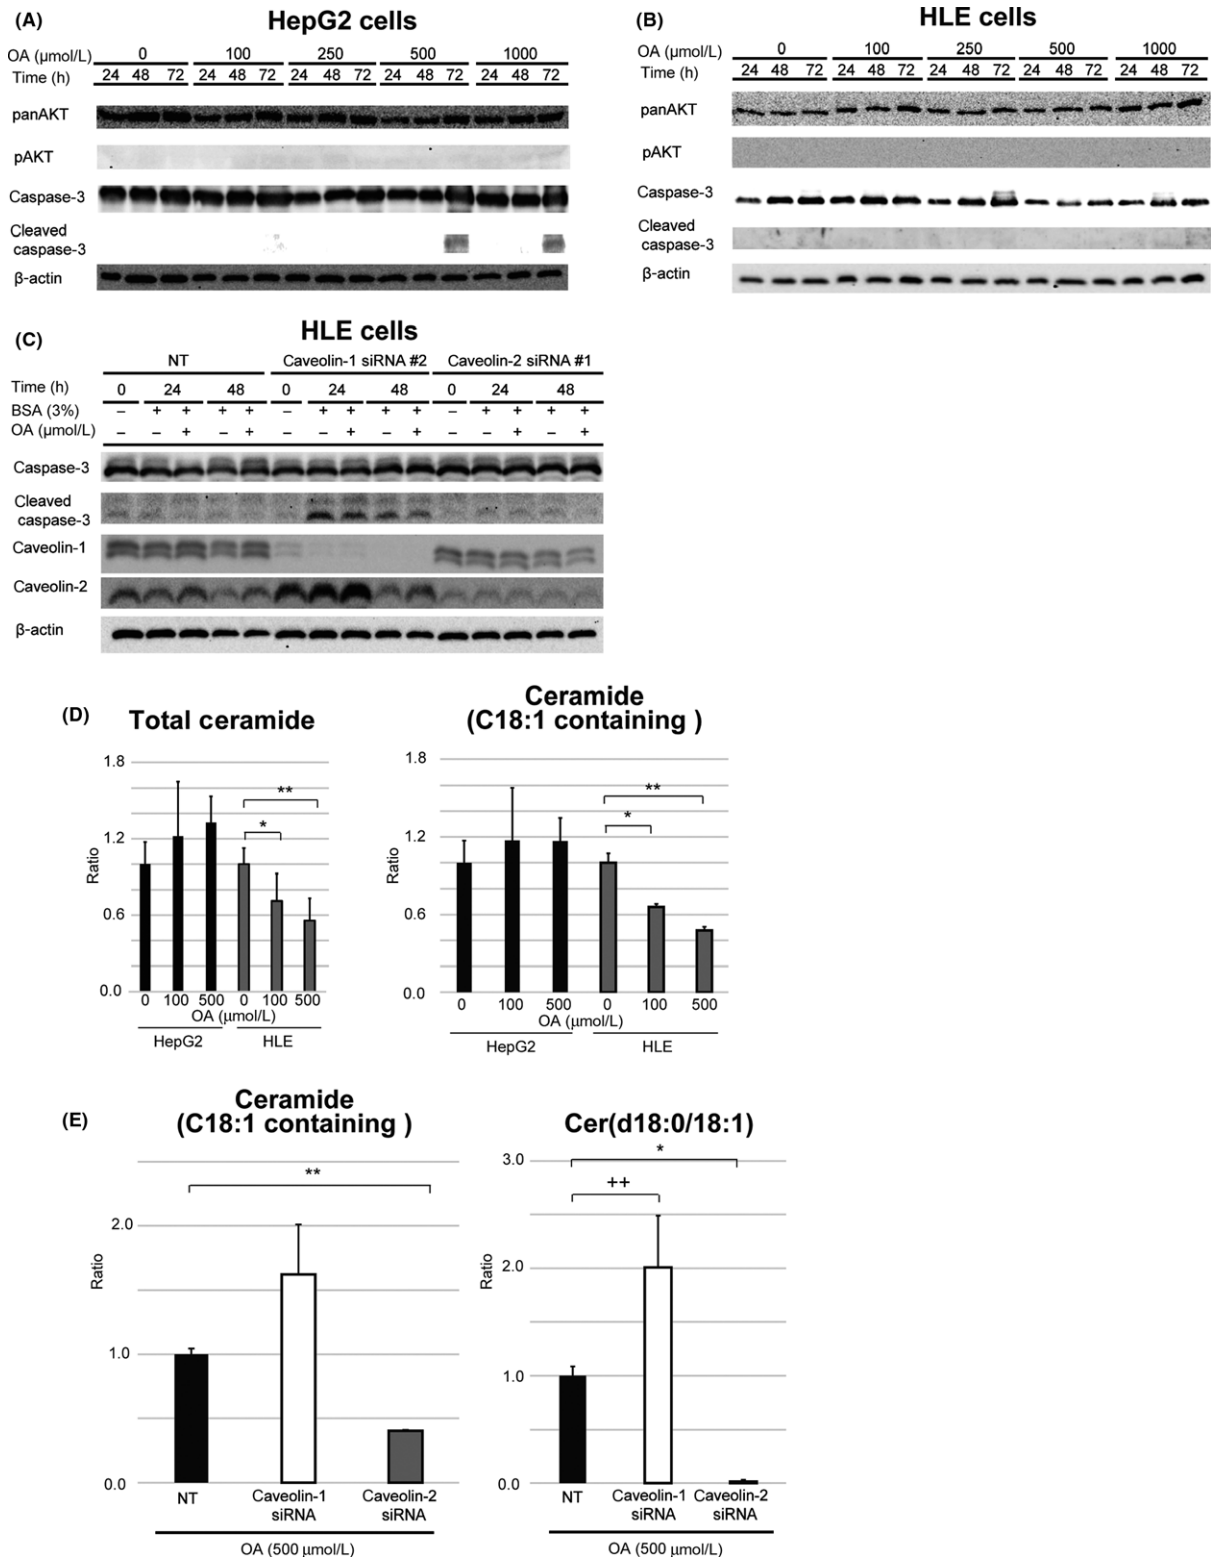 (A)
HepG2 cells
OA (μmol/L) 0 100 250 500 1000
Time (h) 24 48 72 24 48 72 24 48 72 24 48 72 24 48 72
panAKT
pAKT
Caspase-3
Cleaved
caspase-3
β-actin
(B)
HLE cells
OA (μmol/L) 0 100 250 500 1000
Time (h) 24 48 72 24 48 72 24 48 72 24 48 72 24 48 72
panAKT
pAKT
Caspase-3
Cleaved
caspase-3
β-actin
(C)
HLE cells
NT Caveolin-1 siRNA #2 Caveolin-2 siRNA #1
Time (h) 0 24 48 0 24 48 0 24 48
BSA (3%) – + + + + – + + + + – + + + +
OA (μmol/L) – – + – + – – + – + – – + – +
Caspase-3
Cleaved
caspase-3
Caveolin-1
Caveolin-2
β-actin
(D)
Total ceramide
1.8
1.2
0.6
0.0
Ratio
**
*
0 100 500 0 100 500
OA (μmol/L)
HepG2 HLE
Ceramide
(C18:1 containing )
1.8
1.2
0.6
0.0
Ratio
**
*
0 100 500 0 100 500
OA (μmol/L)
HepG2 HLE
(E)
Ceramide
(C18:1 containing )
2.0
1.0
0.0
Ratio
**
NT Caveolin-1 Caveolin-2
siRNA siRNA
OA (500 μmol/L)
Cer(d18:0/18:1)
3.0
2.0
1.0
0.0
Ratio
*
++
NT Caveolin-1 Caveolin-2
siRNA siRNA
OA (500 μmol/L)